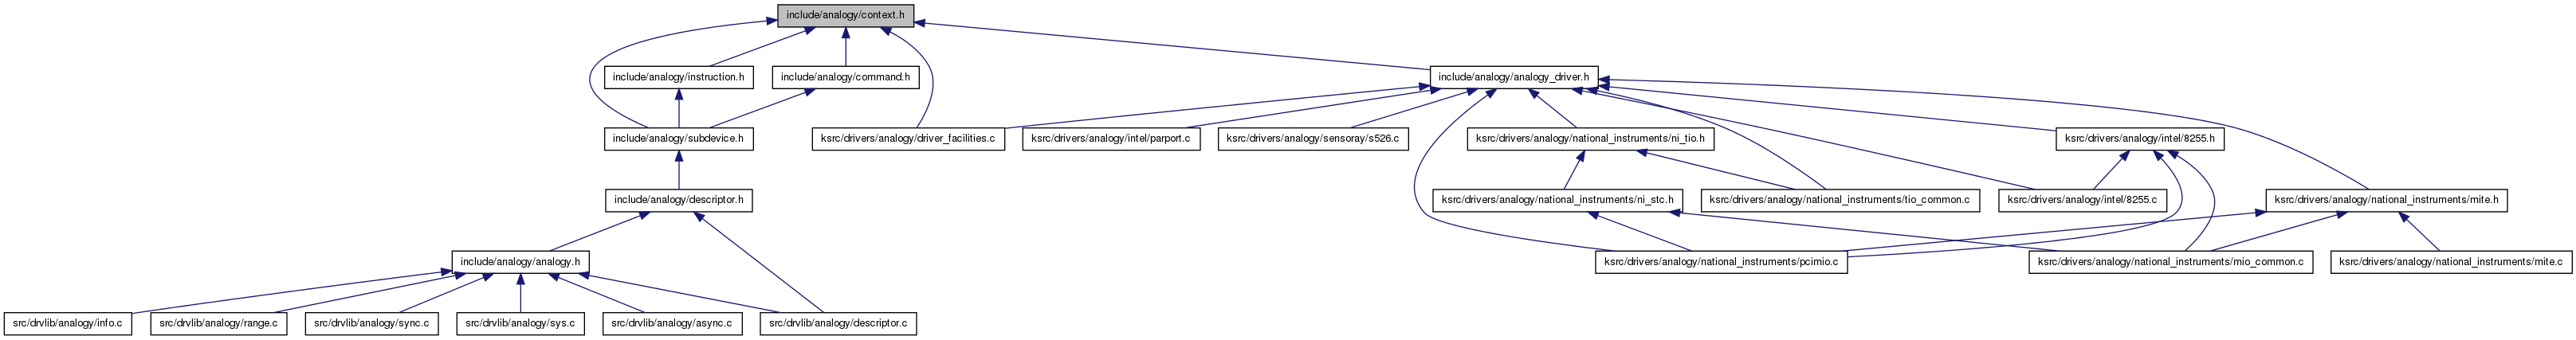 include/analogy/context.h
include/analogy/instruction.h
include/analogy/command.h
include/analogy/analogy_driver.h
include/analogy/subdevice.h
ksrc/drivers/analogy/driver_facilities.c
ksrc/drivers/analogy/intel/parport.c
ksrc/drivers/analogy/sensoray/s526.c
ksrc/drivers/analogy/national_instruments/ni_tio.h
ksrc/drivers/analogy/intel/8255.h
include/analogy/descriptor.h
ksrc/drivers/analogy/national_instruments/ni_stc.h
ksrc/drivers/analogy/national_instruments/tio_common.c
ksrc/drivers/analogy/intel/8255.c
ksrc/drivers/analogy/national_instruments/mite.h
include/analogy/analogy.h
ksrc/drivers/analogy/national_instruments/pcimio.c
ksrc/drivers/analogy/national_instruments/mio_common.c
ksrc/drivers/analogy/national_instruments/mite.c
src/drvlib/analogy/info.c
src/drvlib/analogy/range.c
src/drvlib/analogy/sync.c
src/drvlib/analogy/sys.c
src/drvlib/analogy/async.c
src/drvlib/analogy/descriptor.c